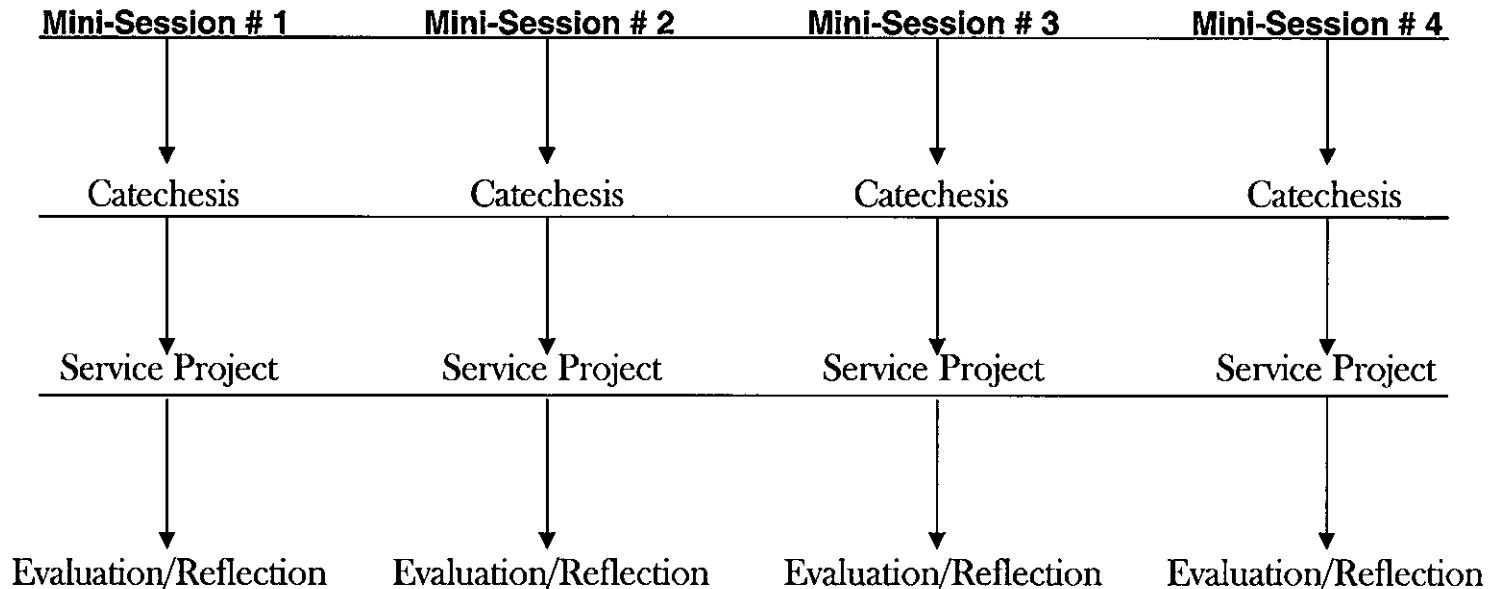 Mini-Session # 1 Mini-Session # 2 Mini-Session # 3 Mini-Session # 4
Catechesis Catechesis Catechesis Catechesis
Service Project Service Project Service Project Service Project
Evaluation/Reflection Evaluation/Reflection Evaluation/Reflection Evaluation/Reflection